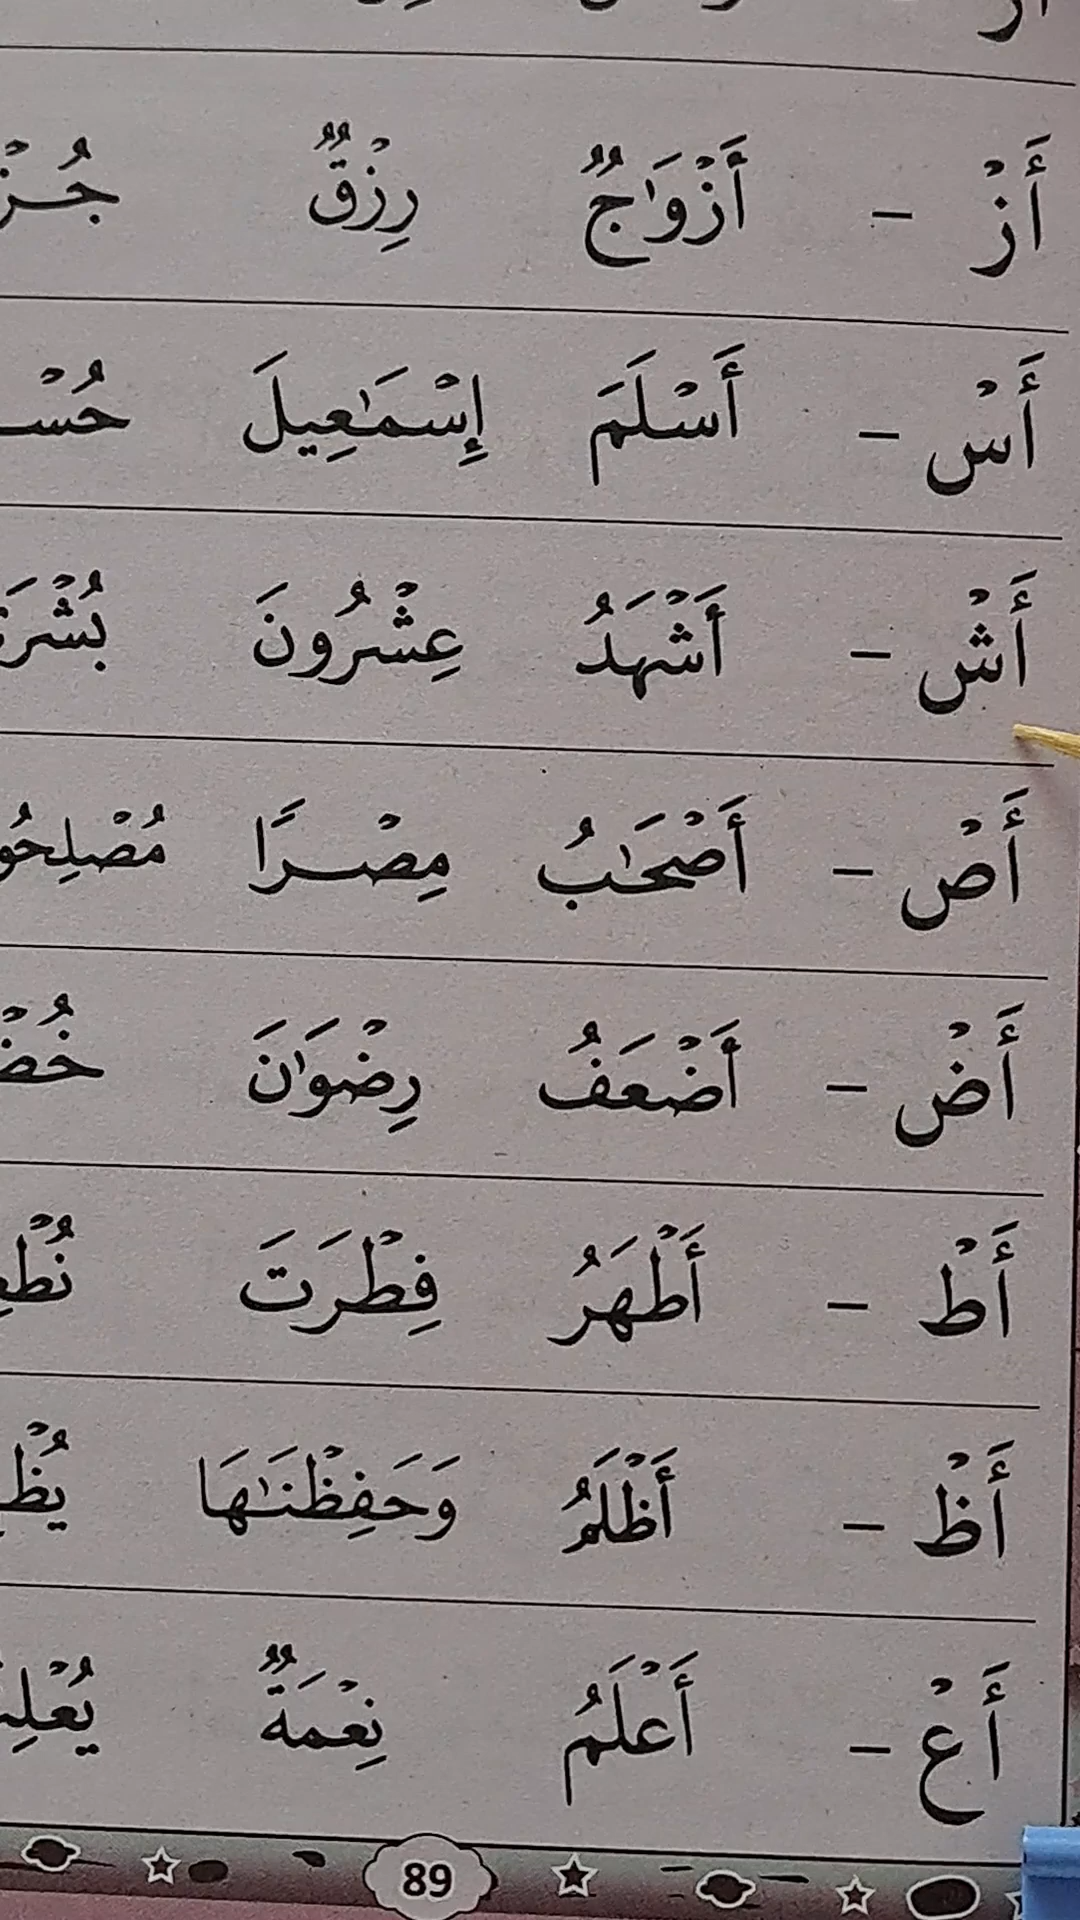 أَزْ - أَزْوَٰجٌ رِزْقٌ
أَسْ - أَسْلَمَ إِسْمَٰعِيلَ
أَشْ - أَشْهَدُ عِشْرُونَ
أَصْ - أَصْحَٰبُ مِصْرًا
أَضْ - أَضْعَفُ رِضْوَٰنَ
أَطْ - أَطْهَرُ فِطْرَتَ
أَظْ - أَظْلَمُ وَحَفِظْنَٰهَا
أَعْ - أَعْلَمُ نِعْمَةٌ
89